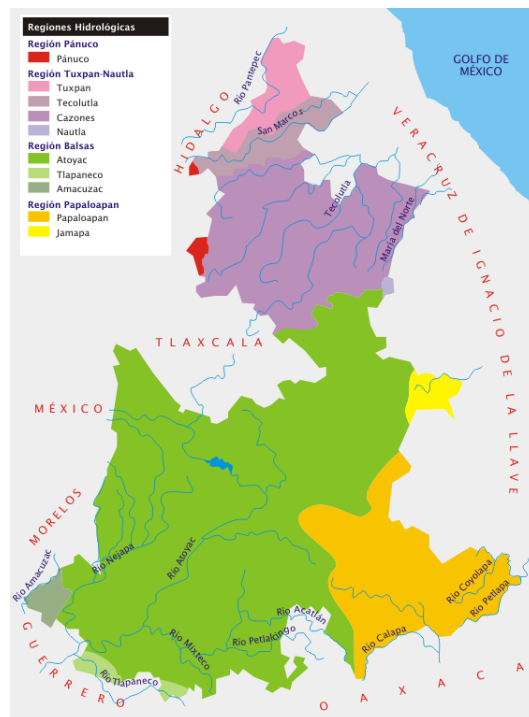 Regiones Hidrológicas
Región Pánuco
Pánuco
Región Tuxpan-Nautla
Tuxpan
Tecolutla
Cazones
Nautla
Región Balsas
Atoyac
Tlapaneco
Amacuzac
Región Papaloapan
Papaloapan
Jamapa
GOLFO DE
MÉXICO
HIDALGO
Río Pantepec
San Marcos
VERACRUZ DE IGNACIO DE LA LLAVE
Tecolutla
María del Norte
TLAXCALA
MÉXICO
MORELOS
Río Amacuzac
Río Nejapa
Río Atoyac
Río Coyolapa
Río Petlapa
Río Acatlán
Río Petlalcingo
Río Calapa
Río Mixteco
GUERRERO
Río Tlapaneco
OAXACA